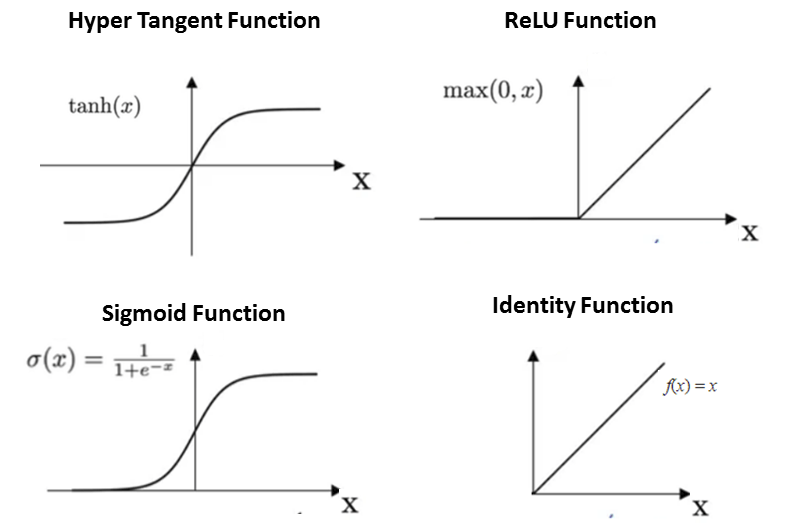 Hyper Tangent Function
tanh(x)
X
ReLU Function
max(0, x)
X
Sigmoid Function
σ(x) = 1/(1+e^{-x})
X
Identity Function
f(x) = x
X